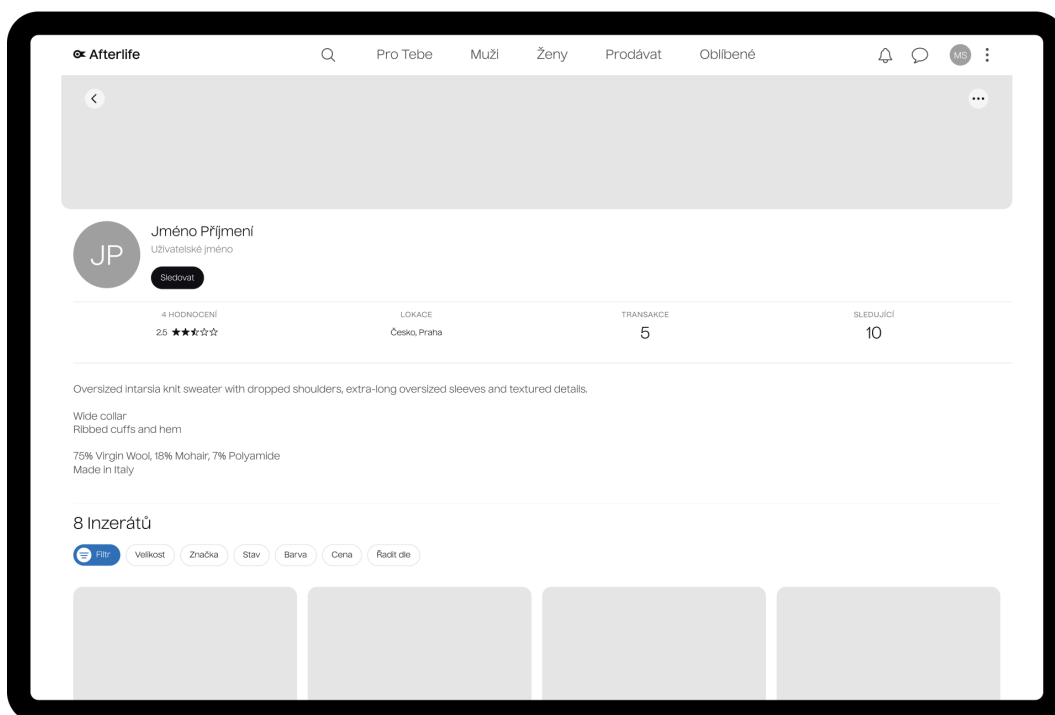 Afterlife
Pro Tebe Muži Ženy Prodávat Oblíbené
MS
JP
Jméno Příjmení
Uživatelské jméno
Sledovat
4 HODNOCENÍ LOKACE TRANSAKCE SLEDUJÍCÍ
2.5 ★★⯪☆☆ Česko, Praha 5 10
Oversized intarsia knit sweater with dropped shoulders, extra-long oversized sleeves and textured details.
Wide collar
Ribbed cuffs and hem
75% Virgin Wool, 18% Mohair, 7% Polyamide
Made in Italy
8 Inzerátů
Filtr Velikost Značka Stav Barva Cena Řadit dle